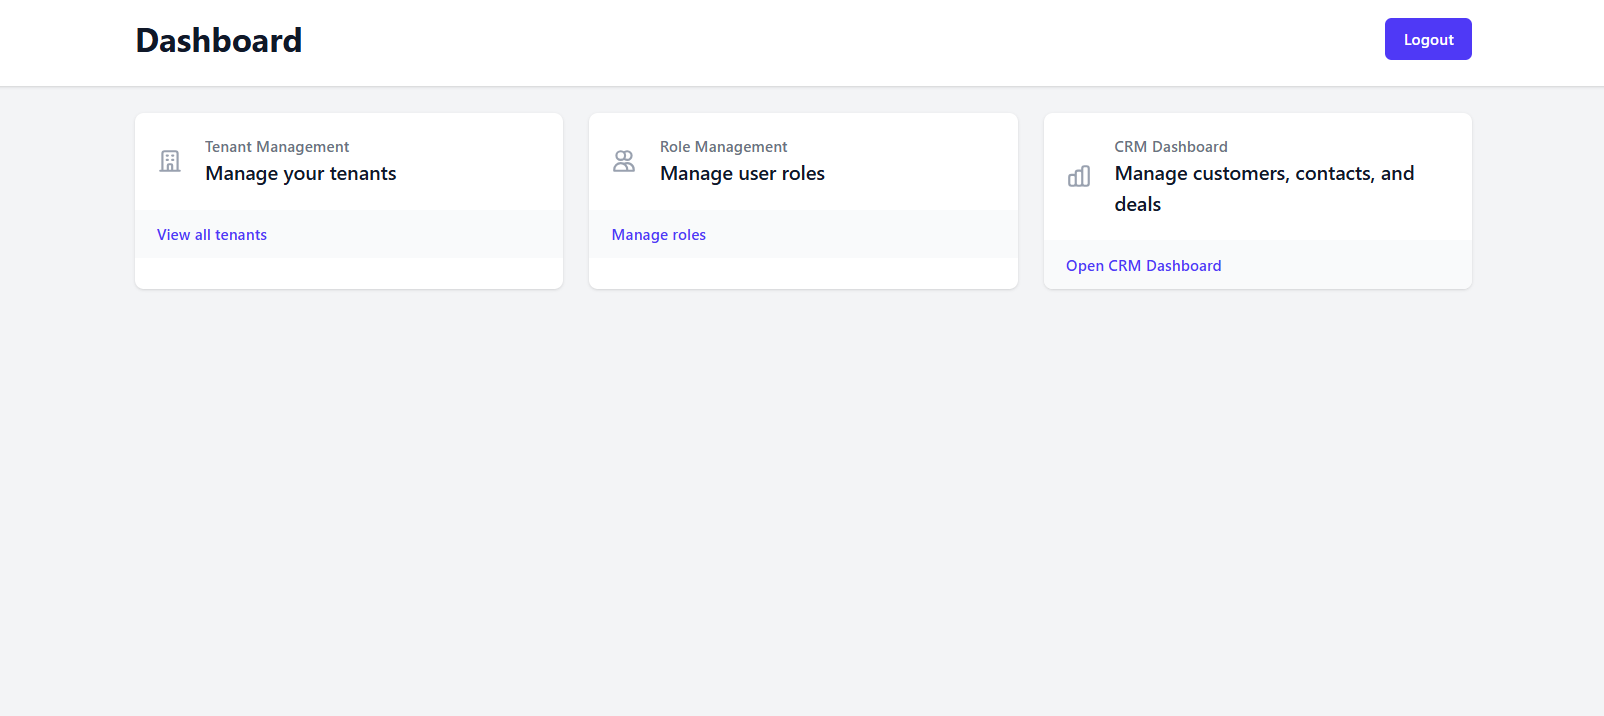 Dashboard
Logout
Tenant Management
Manage your tenants
View all tenants
Role Management
Manage user roles
Manage roles
CRM Dashboard
Manage customers, contacts, and
deals
Open CRM Dashboard